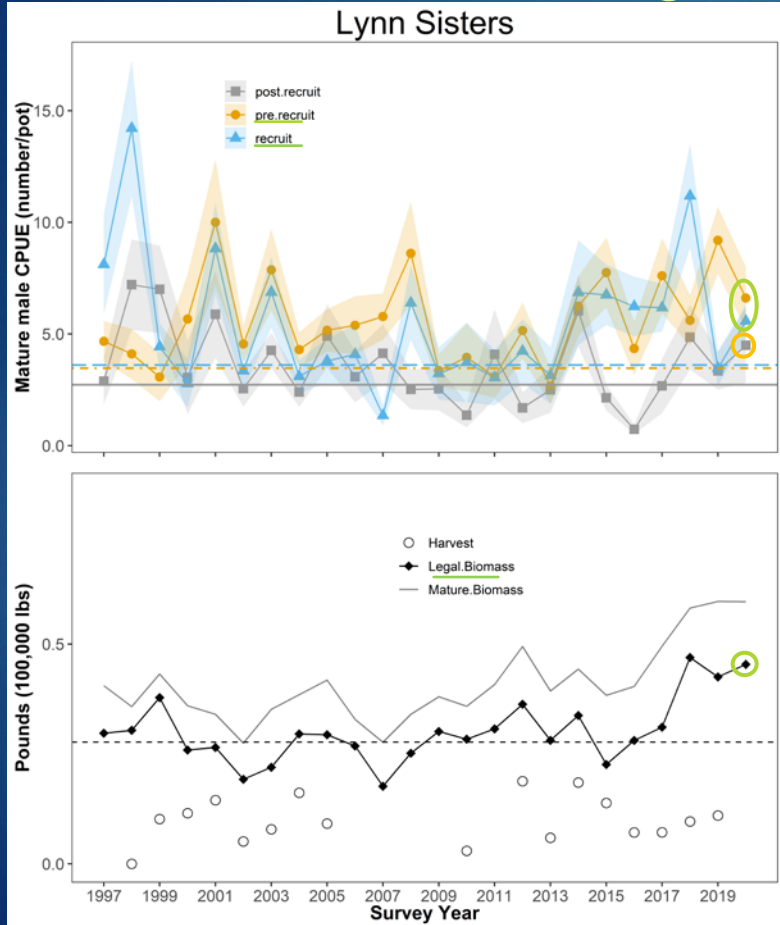 Lynn Sisters
Mature male CPUE (number/pot)
15.0
10.0
5.0
0.0
post.recruit
pre.recruit
recruit
Pounds (100,000 lbs)
0.5
0.0
Harvest
Legal.Biomass
Mature.Biomass
1997 1999 2001 2003 2005 2007 2009 2011 2013 2015 2017 2019
Survey Year